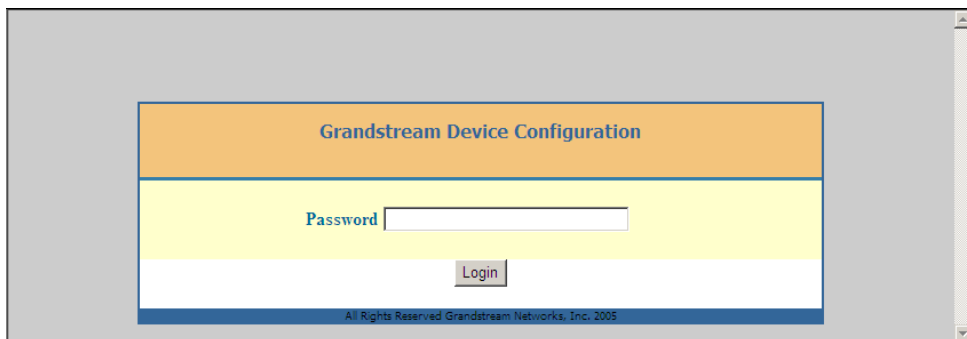 Grandstream Device Configuration
Password
Login
All Rights Reserved Grandstream Networks, Inc. 2005